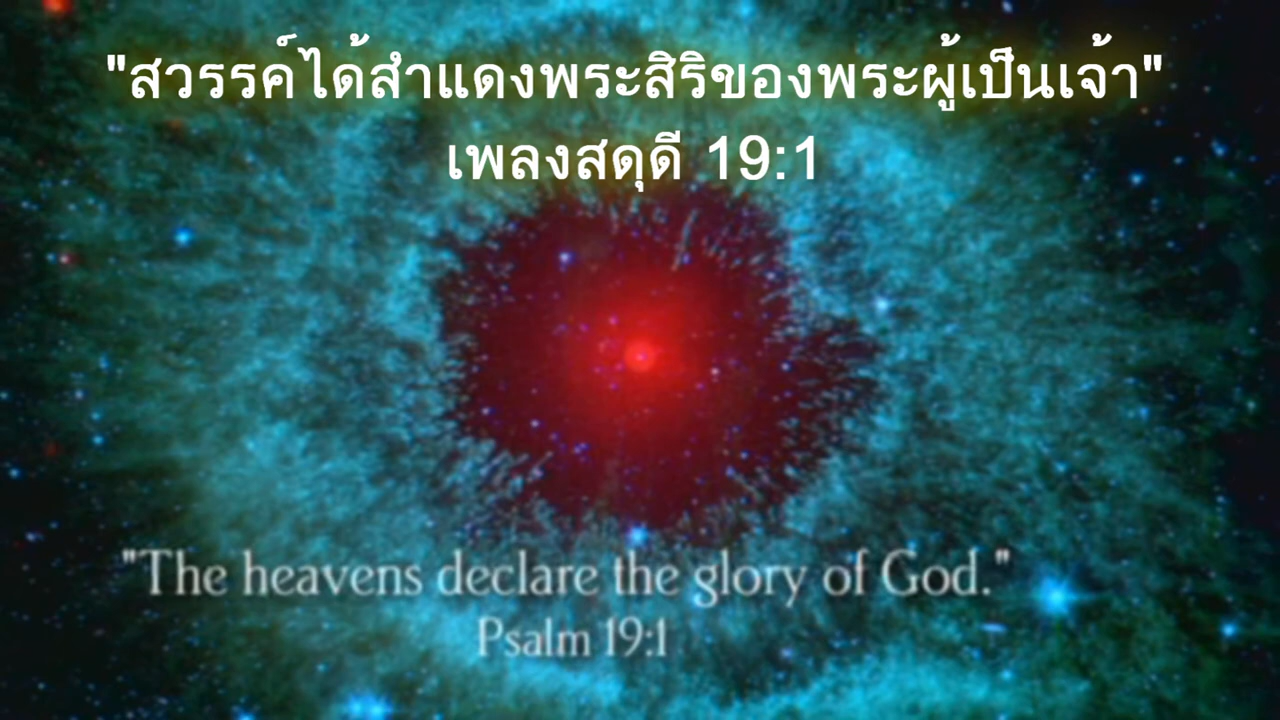 "สวรรค์ได้สำแดงพระสิริของพระผู้เป็นเจ้า"
เพลงสดุดี 19:1
"The heavens declare the glory of God."
Psalm 19:1